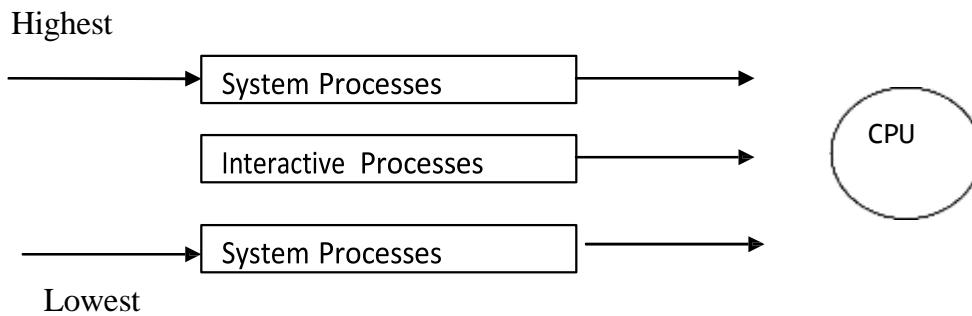 Highest
System Processes
Interactive Processes
CPU
System Processes
Lowest